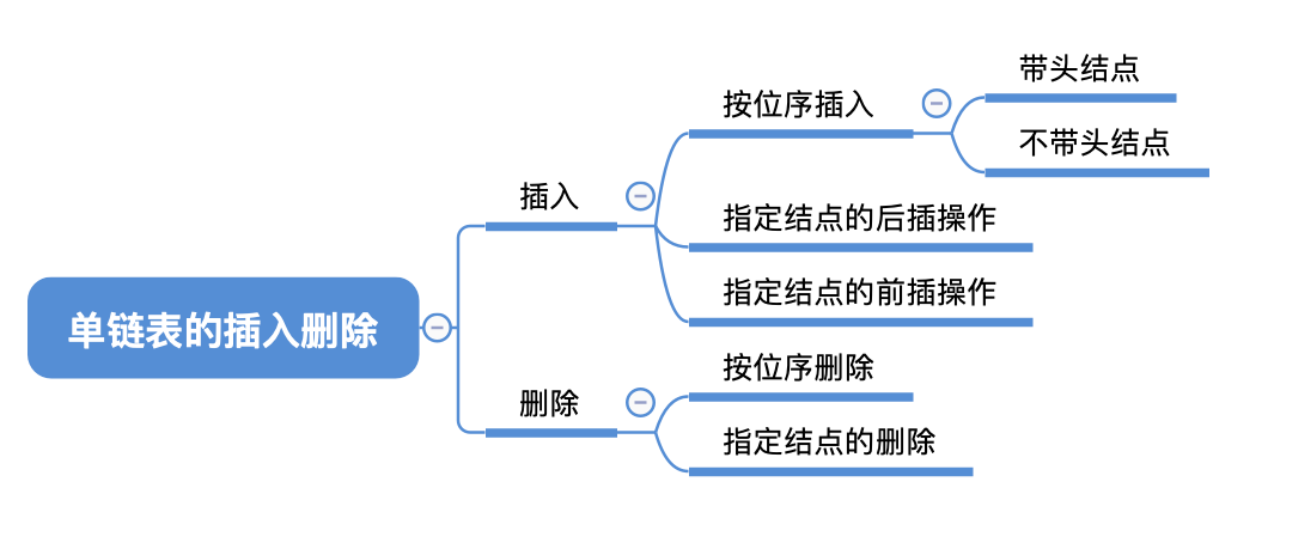 单链表的插入删除
插入
按位序插入
带头结点
不带头结点
指定结点的后插操作
指定结点的前插操作
删除
按位序删除
指定结点的删除